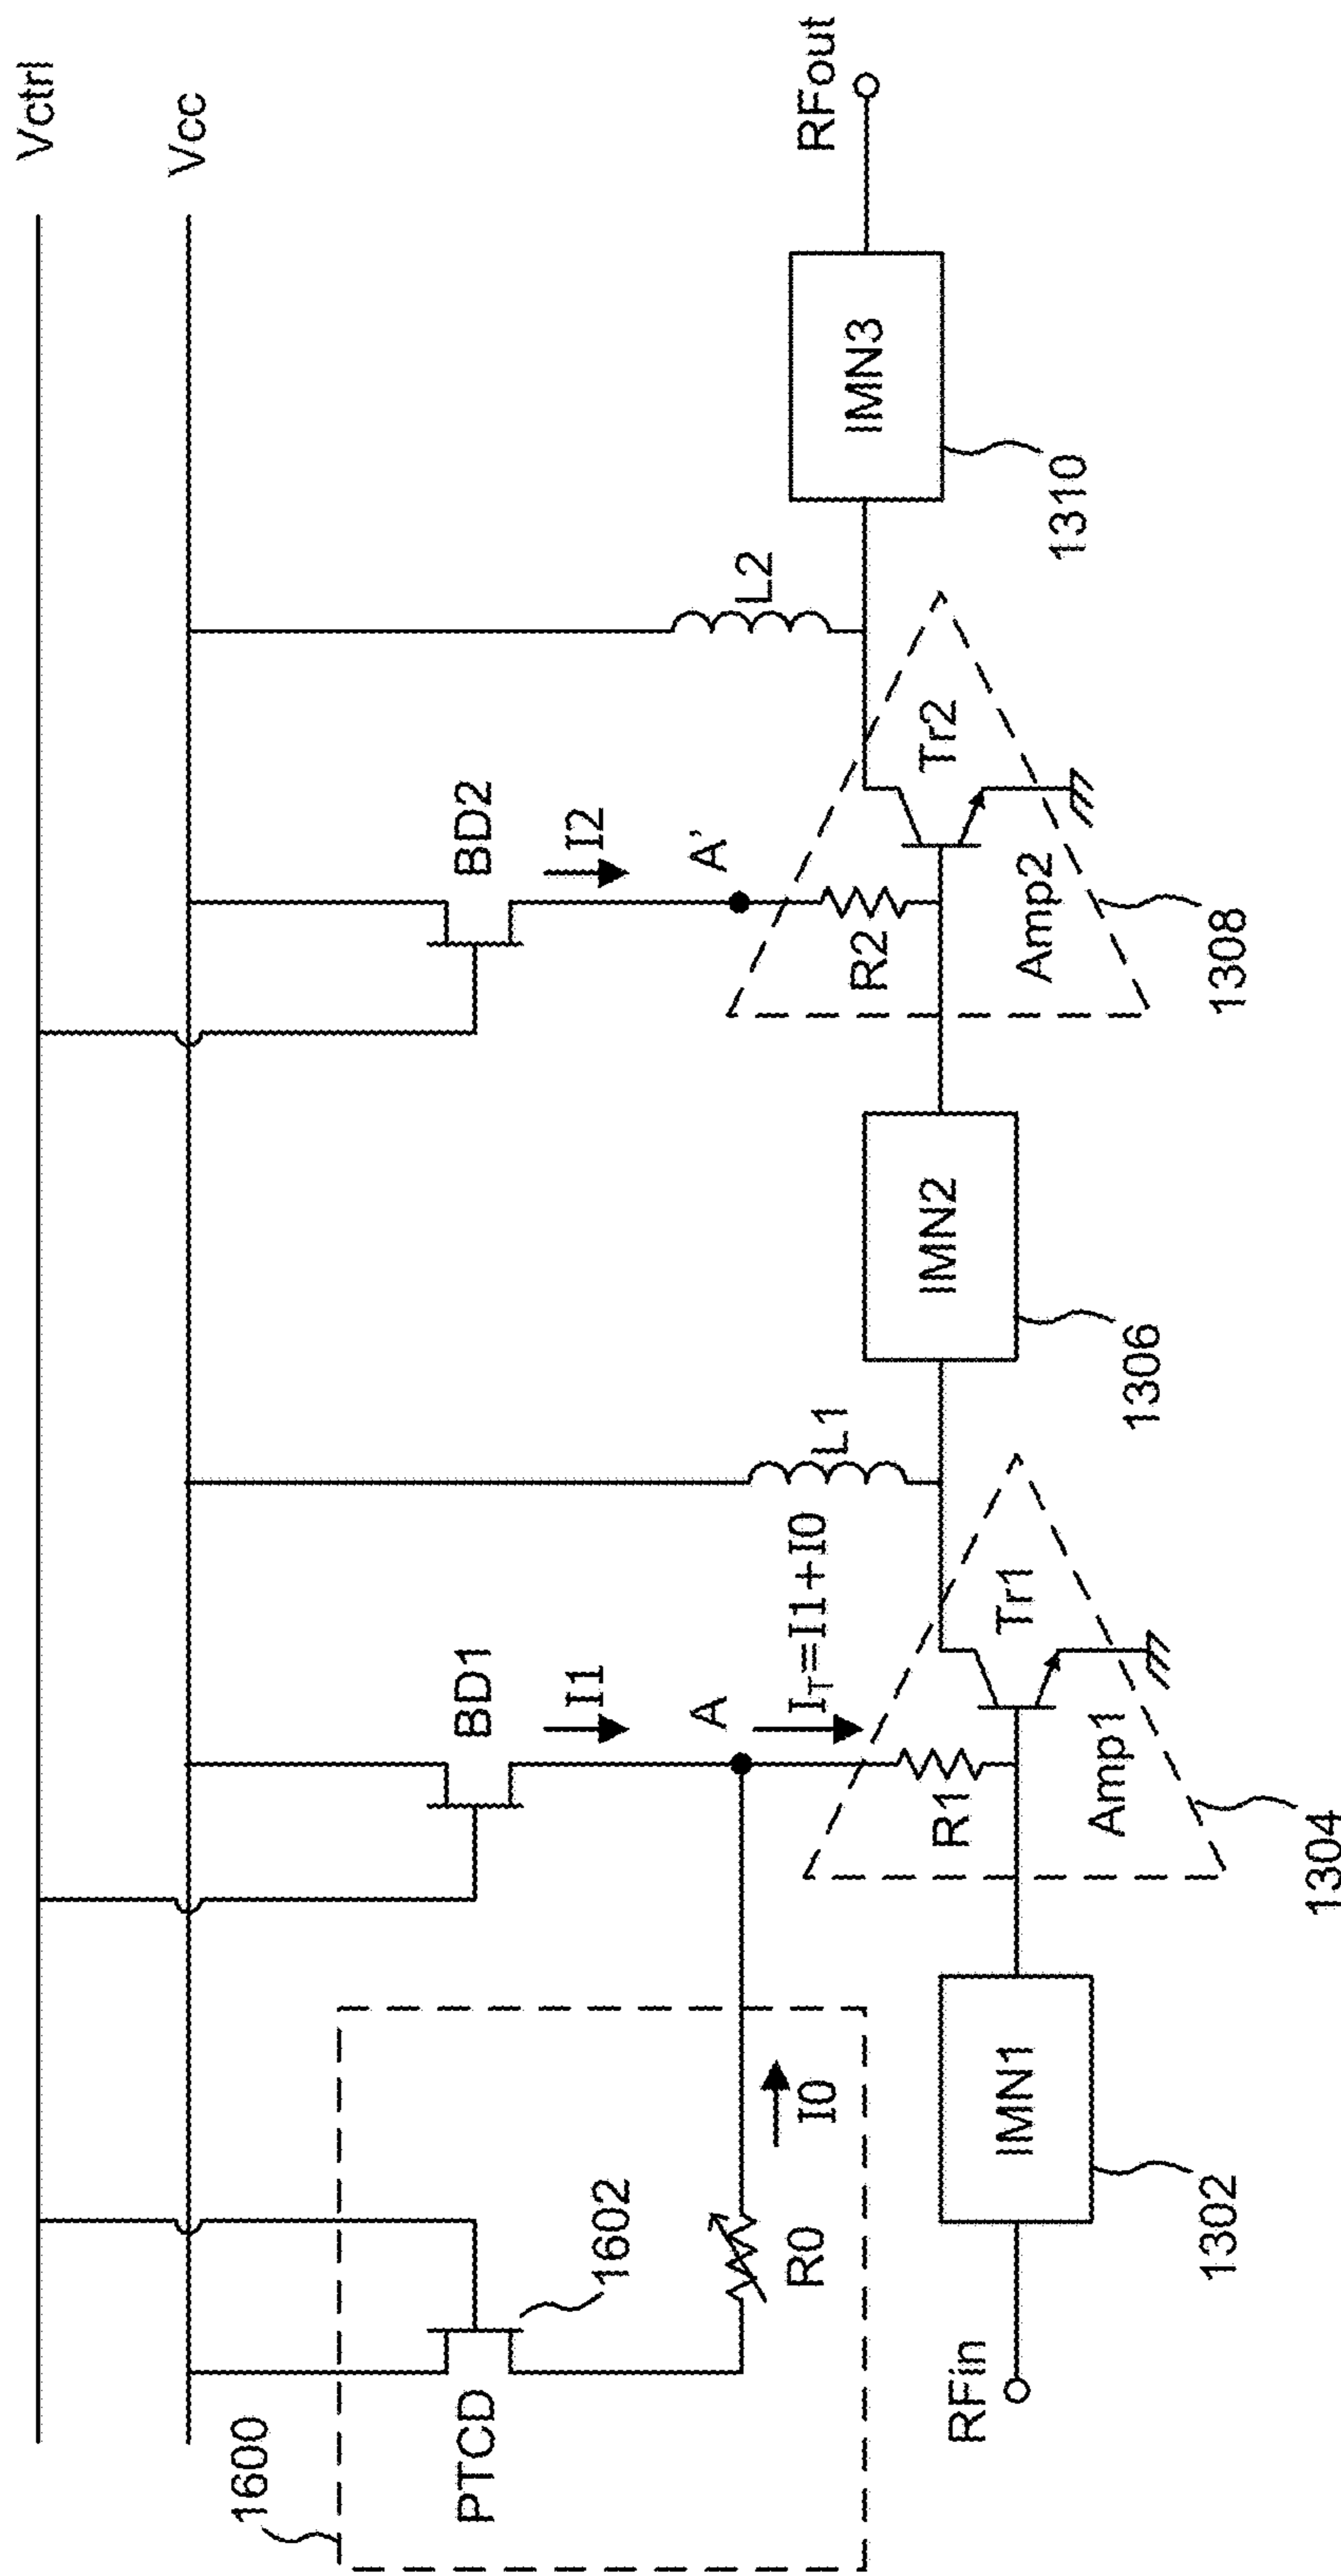 Vctrl
Vcc
1600
PTCD
1602
R0
I0
BD1
I1
A
I_T=I1+I0
L1
BD2
I2
A'
L2
RFin
IMN1
1302
R1
Tr1
Amp1
1304
IMN2
1306
R2
Tr2
Amp2
1308
IMN3
1310
RFout